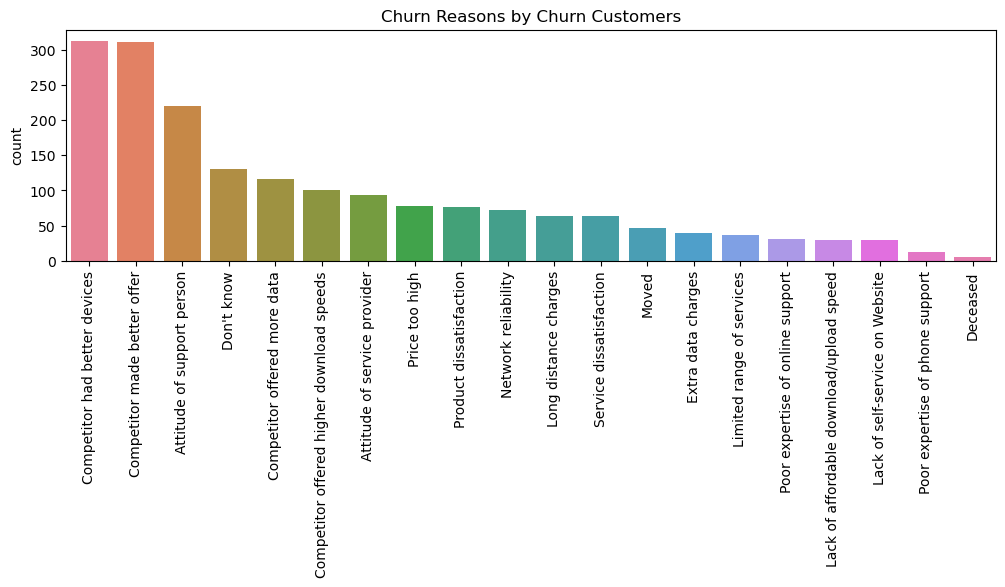 Churn Reasons by Churn Customers
count
300
250
200
150
100
50
0
Competitor had better devices
Competitor made better offer
Attitude of support person
Don't know
Competitor offered more data
Competitor offered higher download speeds
Attitude of service provider
Price too high
Product dissatisfaction
Network reliability
Long distance charges
Service dissatisfaction
Moved
Extra data charges
Limited range of services
Poor expertise of online support
Lack of affordable download/upload speed
Lack of self-service on Website
Poor expertise of phone support
Deceased